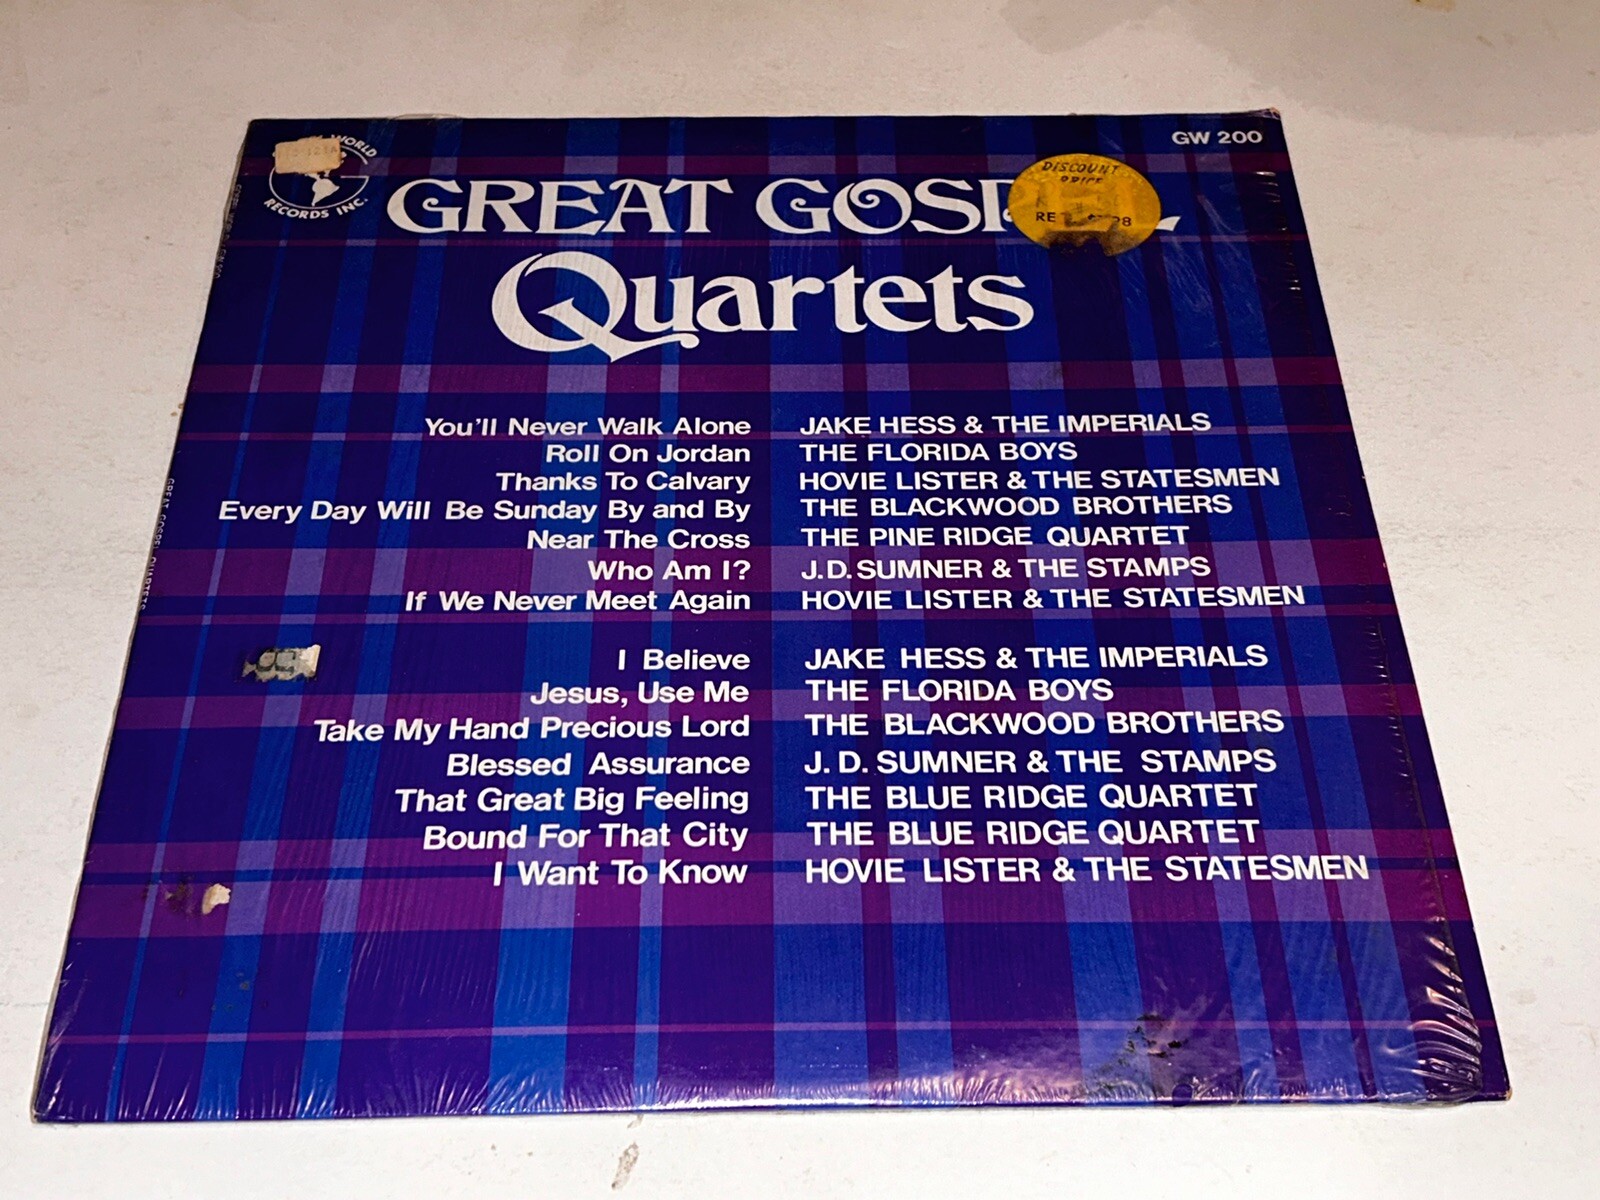 WORLD
RECORDS INC.
GW 200
GREAT GOSP
DISCOUNT
PRICE
Quartets
You'll Never Walk Alone JAKE HESS & THE IMPERIALS
Roll On Jordan THE FLORIDA BOYS
Thanks To Calvary HOVIE LISTER & THE STATESMEN
Every Day Will Be Sunday By and By THE BLACKWOOD BROTHERS
Near The Cross THE PINE RIDGE QUARTET
Who Am I? J.D. SUMNER & THE STAMPS
If We Never Meet Again HOVIE LISTER & THE STATESMEN
I Believe JAKE HESS & THE IMPERIALS
Jesus, Use Me THE FLORIDA BOYS
Take My Hand Precious Lord THE BLACKWOOD BROTHERS
Blessed Assurance J. D. SUMNER & THE STAMPS
That Great Big Feeling THE BLUE RIDGE QUARTET
Bound For That City THE BLUE RIDGE QUARTET
I Want To Know HOVIE LISTER & THE STATESMEN
GREAT GOSPEL QUARTETS